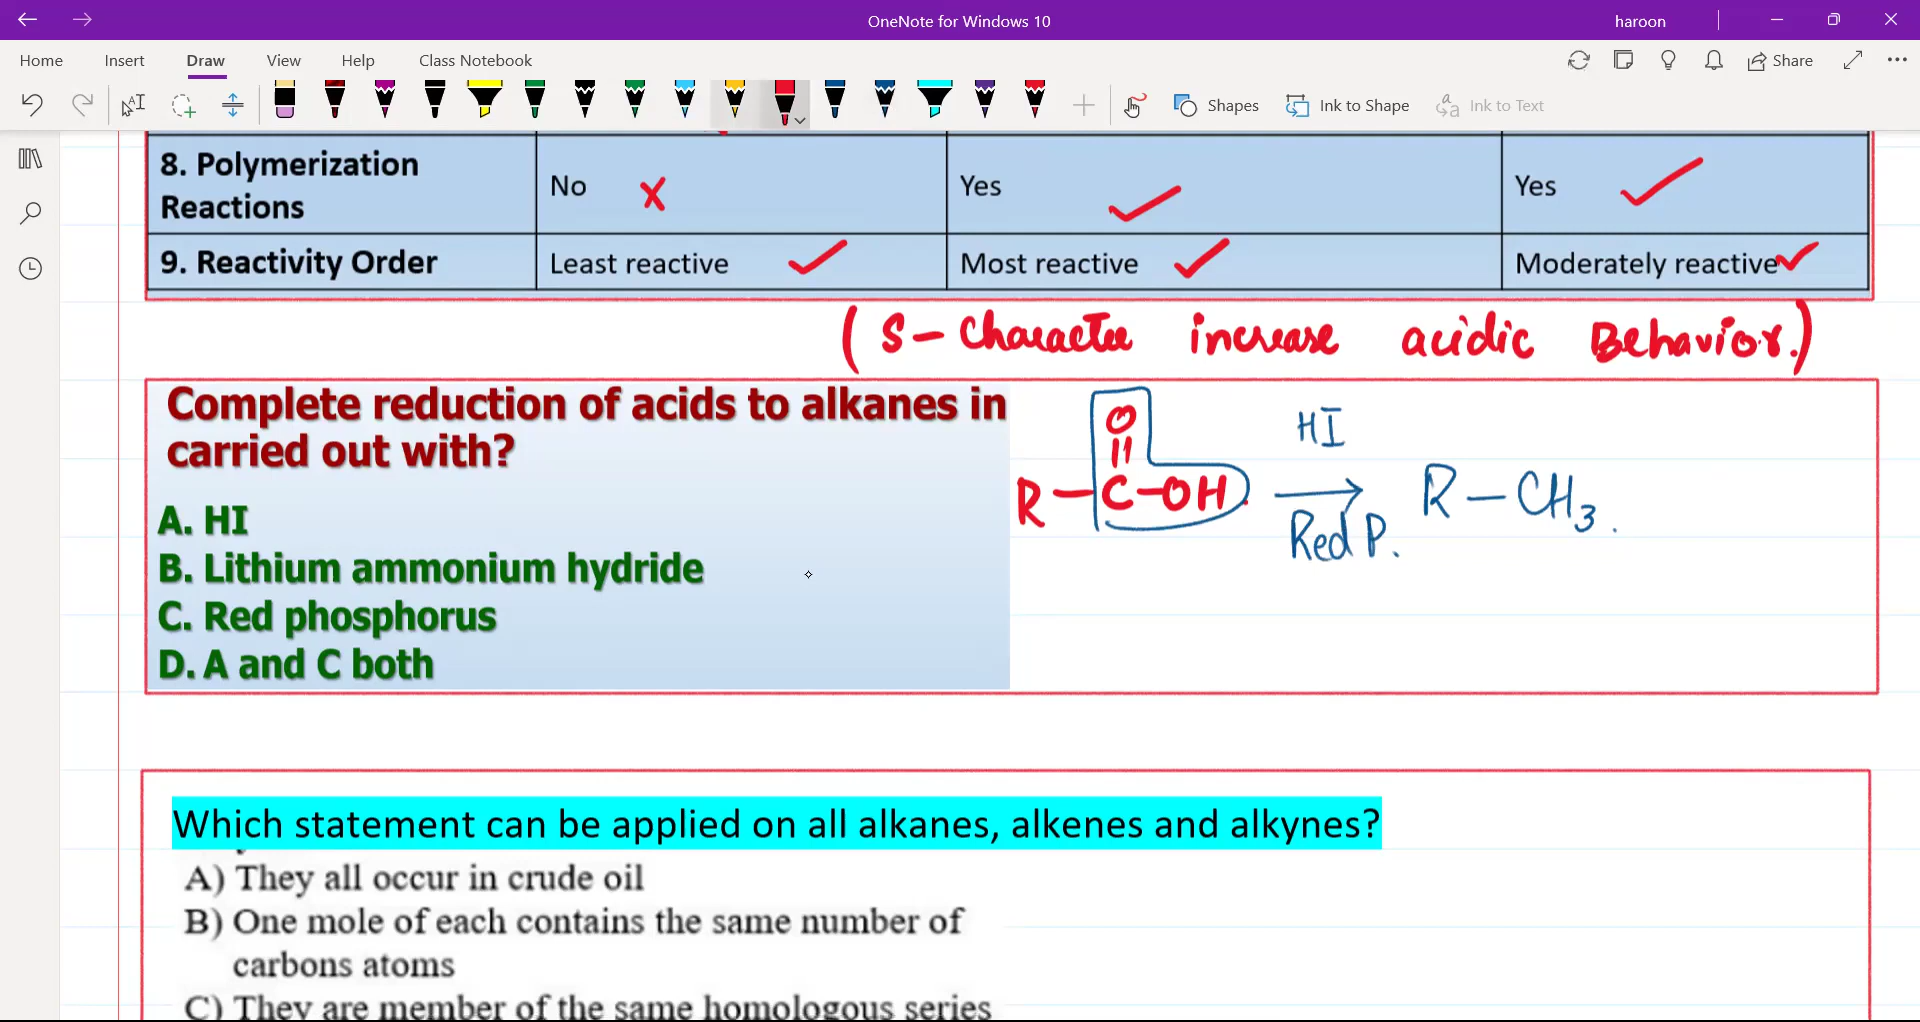 OneNote for Windows 10
haroon
Home Insert Draw View Help Class Notebook
Share
Shapes Ink to Shape Ink to Text
8. Polymerization Reactions No x Yes Yes
9. Reactivity Order Least reactive Most reactive Moderately reactive
(S-Character increase acidic Behavior.)
Complete reduction of acids to alkanes in
carried out with?
A. HI
B. Lithium ammonium hydride
C. Red phosphorus
D. A and C both
O
R-C-OH HI Red P. R-CH3.
Which statement can be applied on all alkanes, alkenes and alkynes?
A) They all occur in crude oil
B) One mole of each contains the same number of
carbons atoms
C) They are member of the same homologous series